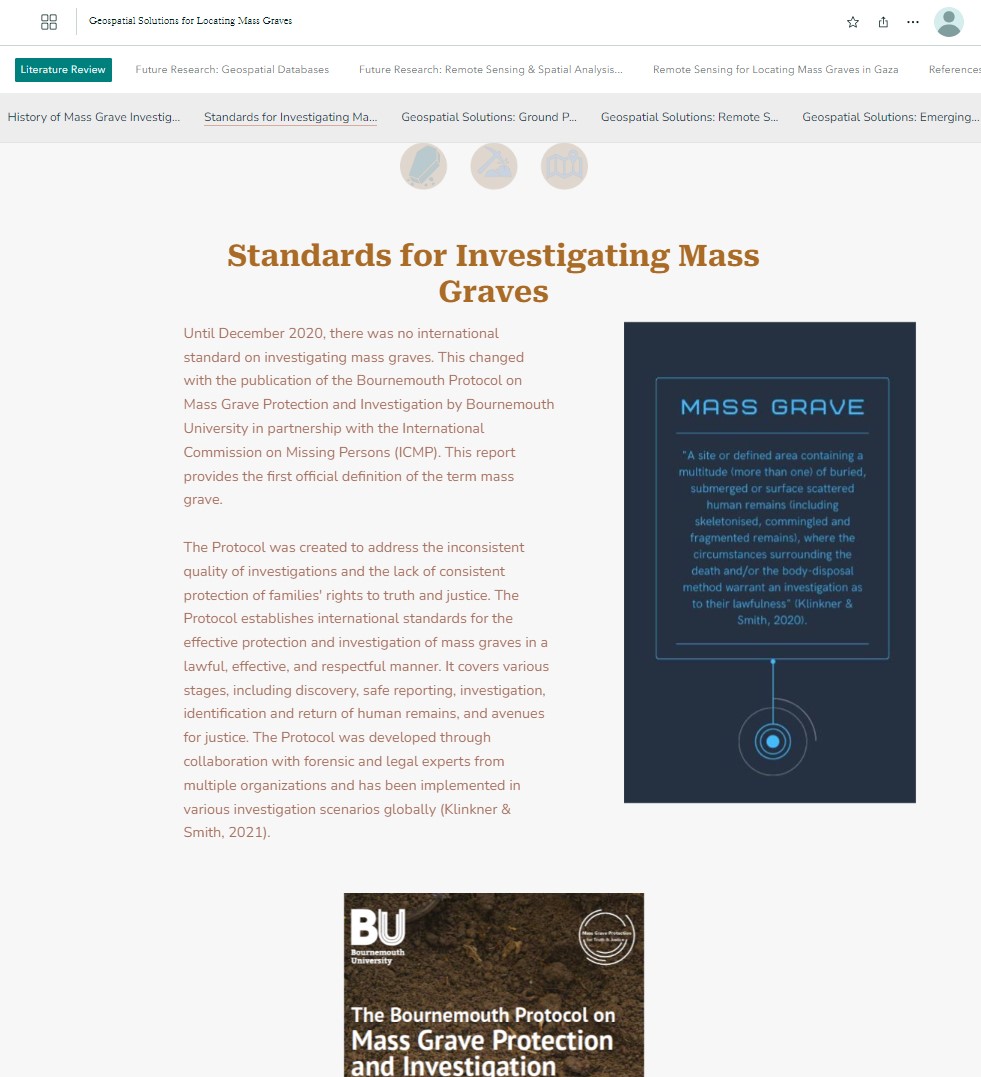 Geospatial Solutions for Locating Mass Graves
Literature Review
Future Research: Geospatial Databases
Future Research: Remote Sensing & Spatial Analysis...
Remote Sensing for Locating Mass Graves in Gaza
References
History of Mass Grave Investig...
Standards for Investigating Ma...
Geospatial Solutions: Ground P...
Geospatial Solutions: Remote S...
Geospatial Solutions: Emerging...
Standards for Investigating Mass
Graves
Until December 2020, there was no international
standard on investigating mass graves. This changed
with the publication of the Bournemouth Protocol on
Mass Grave Protection and Investigation by Bournemouth
University in partnership with the International
Commission on Missing Persons (ICMP). This report
provides the first official definition of the term mass
grave.
The Protocol was created to address the inconsistent
quality of investigations and the lack of consistent
protection of families' rights to truth and justice. The
Protocol establishes international standards for the
effective protection and investigation of mass graves in a
lawful, effective, and respectful manner. It covers various
stages, including discovery, safe reporting, investigation,
identification and return of human remains, and avenues
for justice. The Protocol was developed through
collaboration with forensic and legal experts from
multiple organizations and has been implemented in
various investigation scenarios globally (Klinkner &
Smith, 2021).
MASS GRAVE
"A site or defined area containing a
multitude (more than one) of buried,
submerged or surface scattered
human remains (including
skeletonised, commingled and
fragmented remains), where the
circumstances surrounding the
death and/or the body-disposal
method warrant an investigation as
to their lawfulness" (Klinkner &
Smith, 2020).
BU
Bournemouth
University
Mass Grave Protection
for Truth & Justice
The Bournemouth Protocol on
Mass Grave Protection
and Investigation